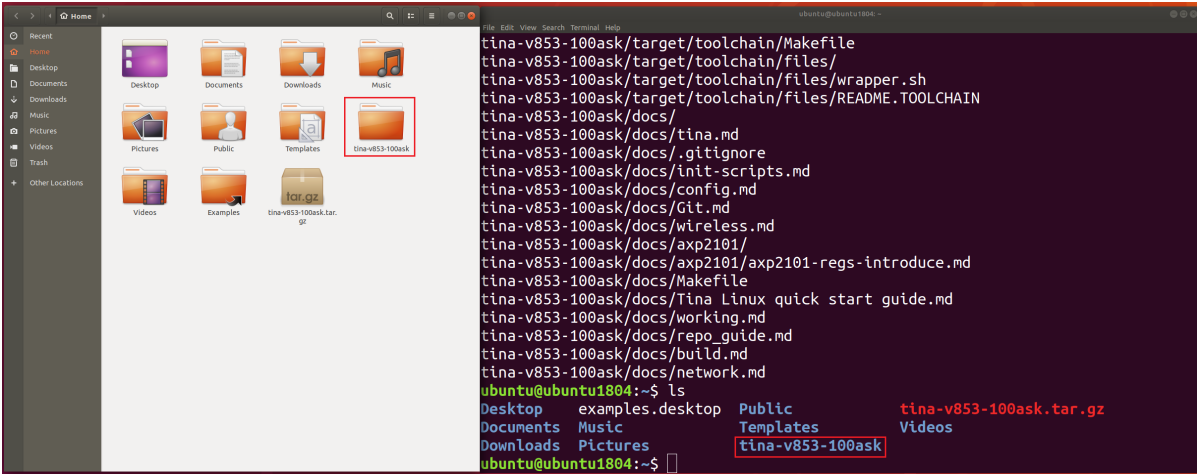 Home
Recent
Home
Desktop
Documents
Downloads
Music
Pictures
Videos
Trash
Other Locations
Desktop
Documents
Downloads
Music
Pictures
Public
Templates
tina-v853-100ask
Videos
Examples
tar.gz
tina-v853-100ask.tar.
gz
ubuntu@ubuntu1804: ~
File Edit View Search Terminal Help
tina-v853-100ask/target/toolchain/Makefile
tina-v853-100ask/target/toolchain/files/
tina-v853-100ask/target/toolchain/files/wrapper.sh
tina-v853-100ask/target/toolchain/files/README.TOOLCHAIN
tina-v853-100ask/docs/
tina-v853-100ask/docs/tina.md
tina-v853-100ask/docs/.gitignore
tina-v853-100ask/docs/init-scripts.md
tina-v853-100ask/docs/config.md
tina-v853-100ask/docs/Git.md
tina-v853-100ask/docs/wireless.md
tina-v853-100ask/docs/axp2101/
tina-v853-100ask/docs/axp2101/axp2101-regs-introduce.md
tina-v853-100ask/docs/Makefile
tina-v853-100ask/docs/Tina Linux quick start guide.md
tina-v853-100ask/docs/working.md
tina-v853-100ask/docs/repo_guide.md
tina-v853-100ask/docs/build.md
tina-v853-100ask/docs/network.md
ubuntu@ubuntu1804:~$ ls
Desktop examples.desktop Public tina-v853-100ask.tar.gz
Documents Music Templates Videos
Downloads Pictures tina-v853-100ask
ubuntu@ubuntu1804:~$